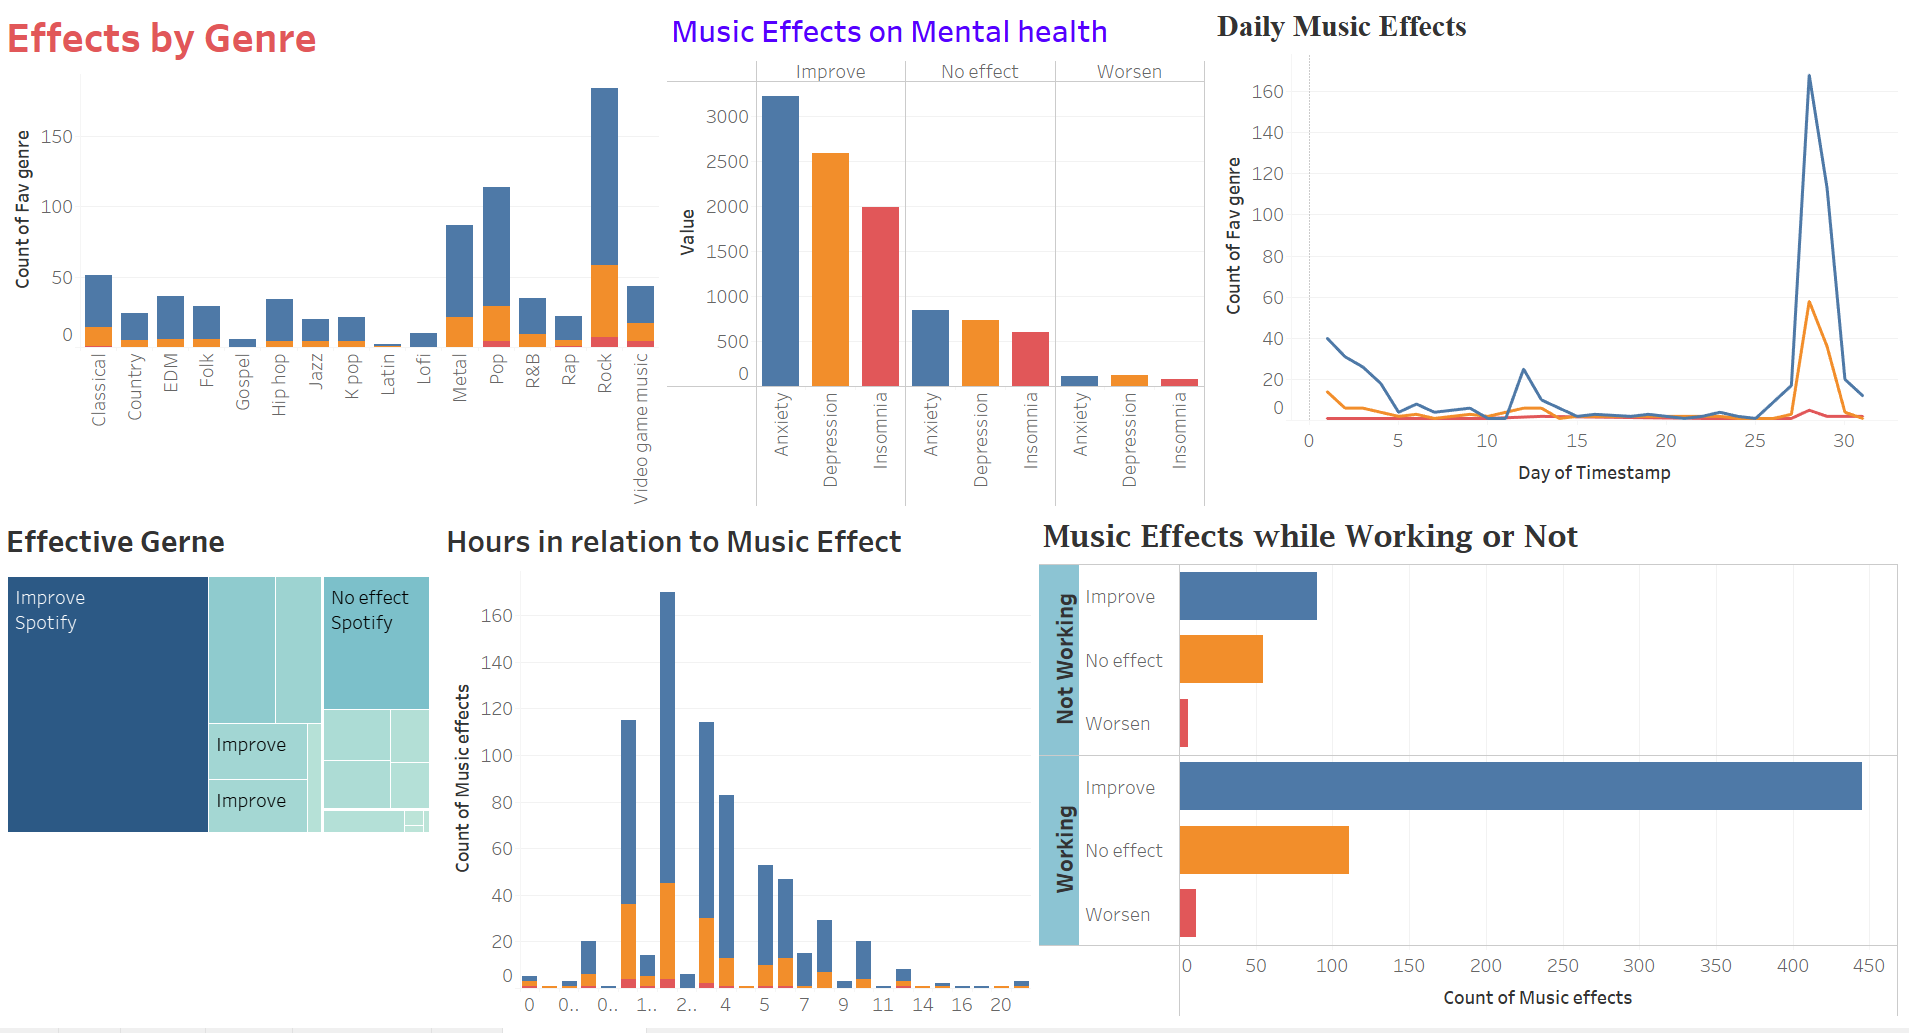 Effects by Genre
Count of Fav genre
150
100
50
0
Classical
Country
EDM
Folk
Gospel
Hip hop
Jazz
K pop
Latin
Lofi
Metal
Pop
R&B
Rap
Rock
Video game music
Music Effects on Mental health
Improve
No effect
Worsen
Value
3000
2500
2000
1500
1000
500
0
Anxiety
Depression
Insomnia
Anxiety
Depression
Insomnia
Anxiety
Depression
Insomnia
Daily Music Effects
Count of Fav genre
160
140
120
100
80
60
40
20
0
0 5 10 15 20 25 30
Day of Timestamp
Effective Gerne
Improve
Spotify
No effect
Spotify
Improve
Improve
Hours in relation to Music Effect
Count of Music effects
160
140
120
100
80
60
40
20
0
0 0.. 0.. 1.. 2.. 4 5 7 9 11 14 16 20
Music Effects while Working or Not
Not Working
Improve
No effect
Worsen
Working
Improve
No effect
Worsen
0 50 100 150 200 250 300 350 400 450
Count of Music effects